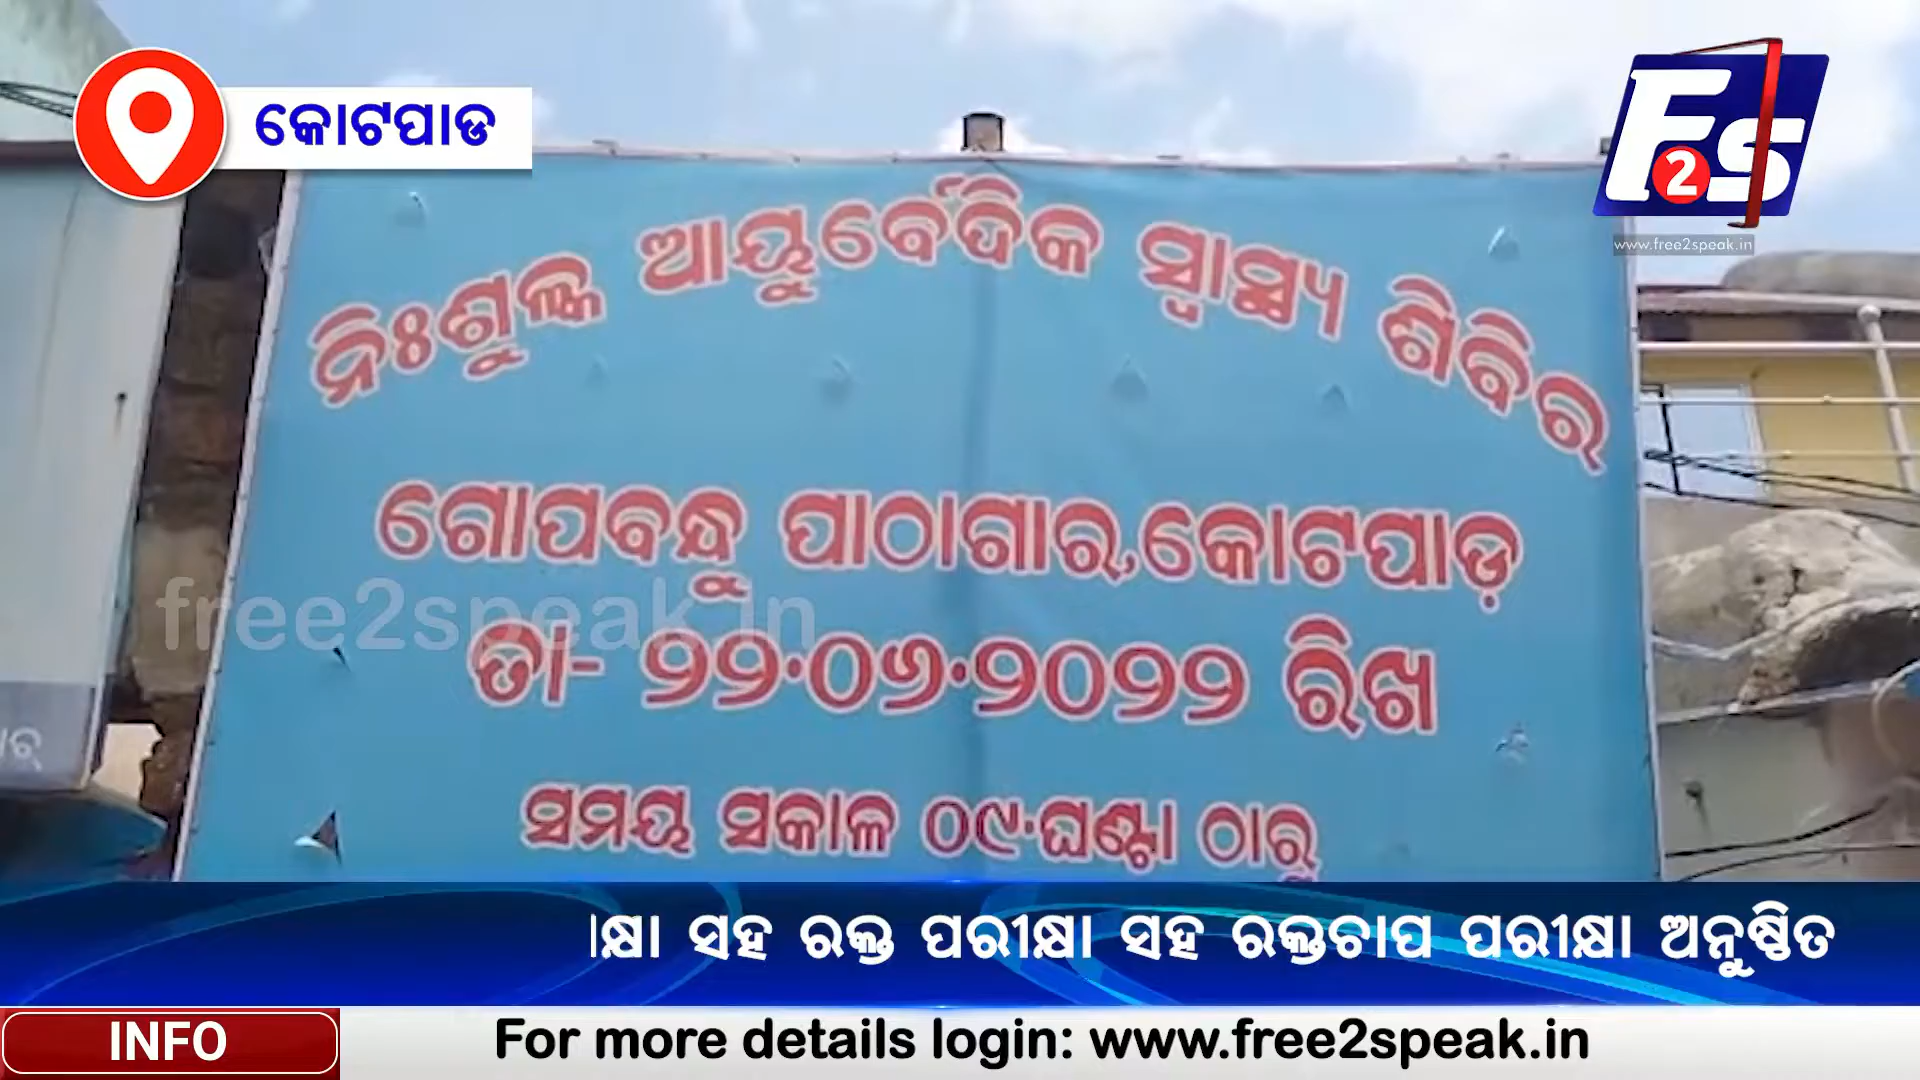 କୋଟପାଡ
F2S
www.free2speak.in
ନିଃଶୁଳ୍କ ଆୟୁର୍ବେଦିକ ସ୍ୱାସ୍ଥ୍ୟ ଶିବିର
ଗୋପବନ୍ଧୁ ପାଠାଗାର,କୋଟପାଡ଼
free2speak.in
ତା- ୨୨.୦୬.୨୦୨୨ ରିଖ
ସମୟ ସକାଳ ୦୯.ଘଣ୍ଟା ଠାରୁ
ସହ ରକ୍ତ ପରୀକ୍ଷା ସହ ରକ୍ତଚାପ ପରୀକ୍ଷା ଅନୁଷ୍ଠିତ
INFO
For more details login: www.free2speak.in